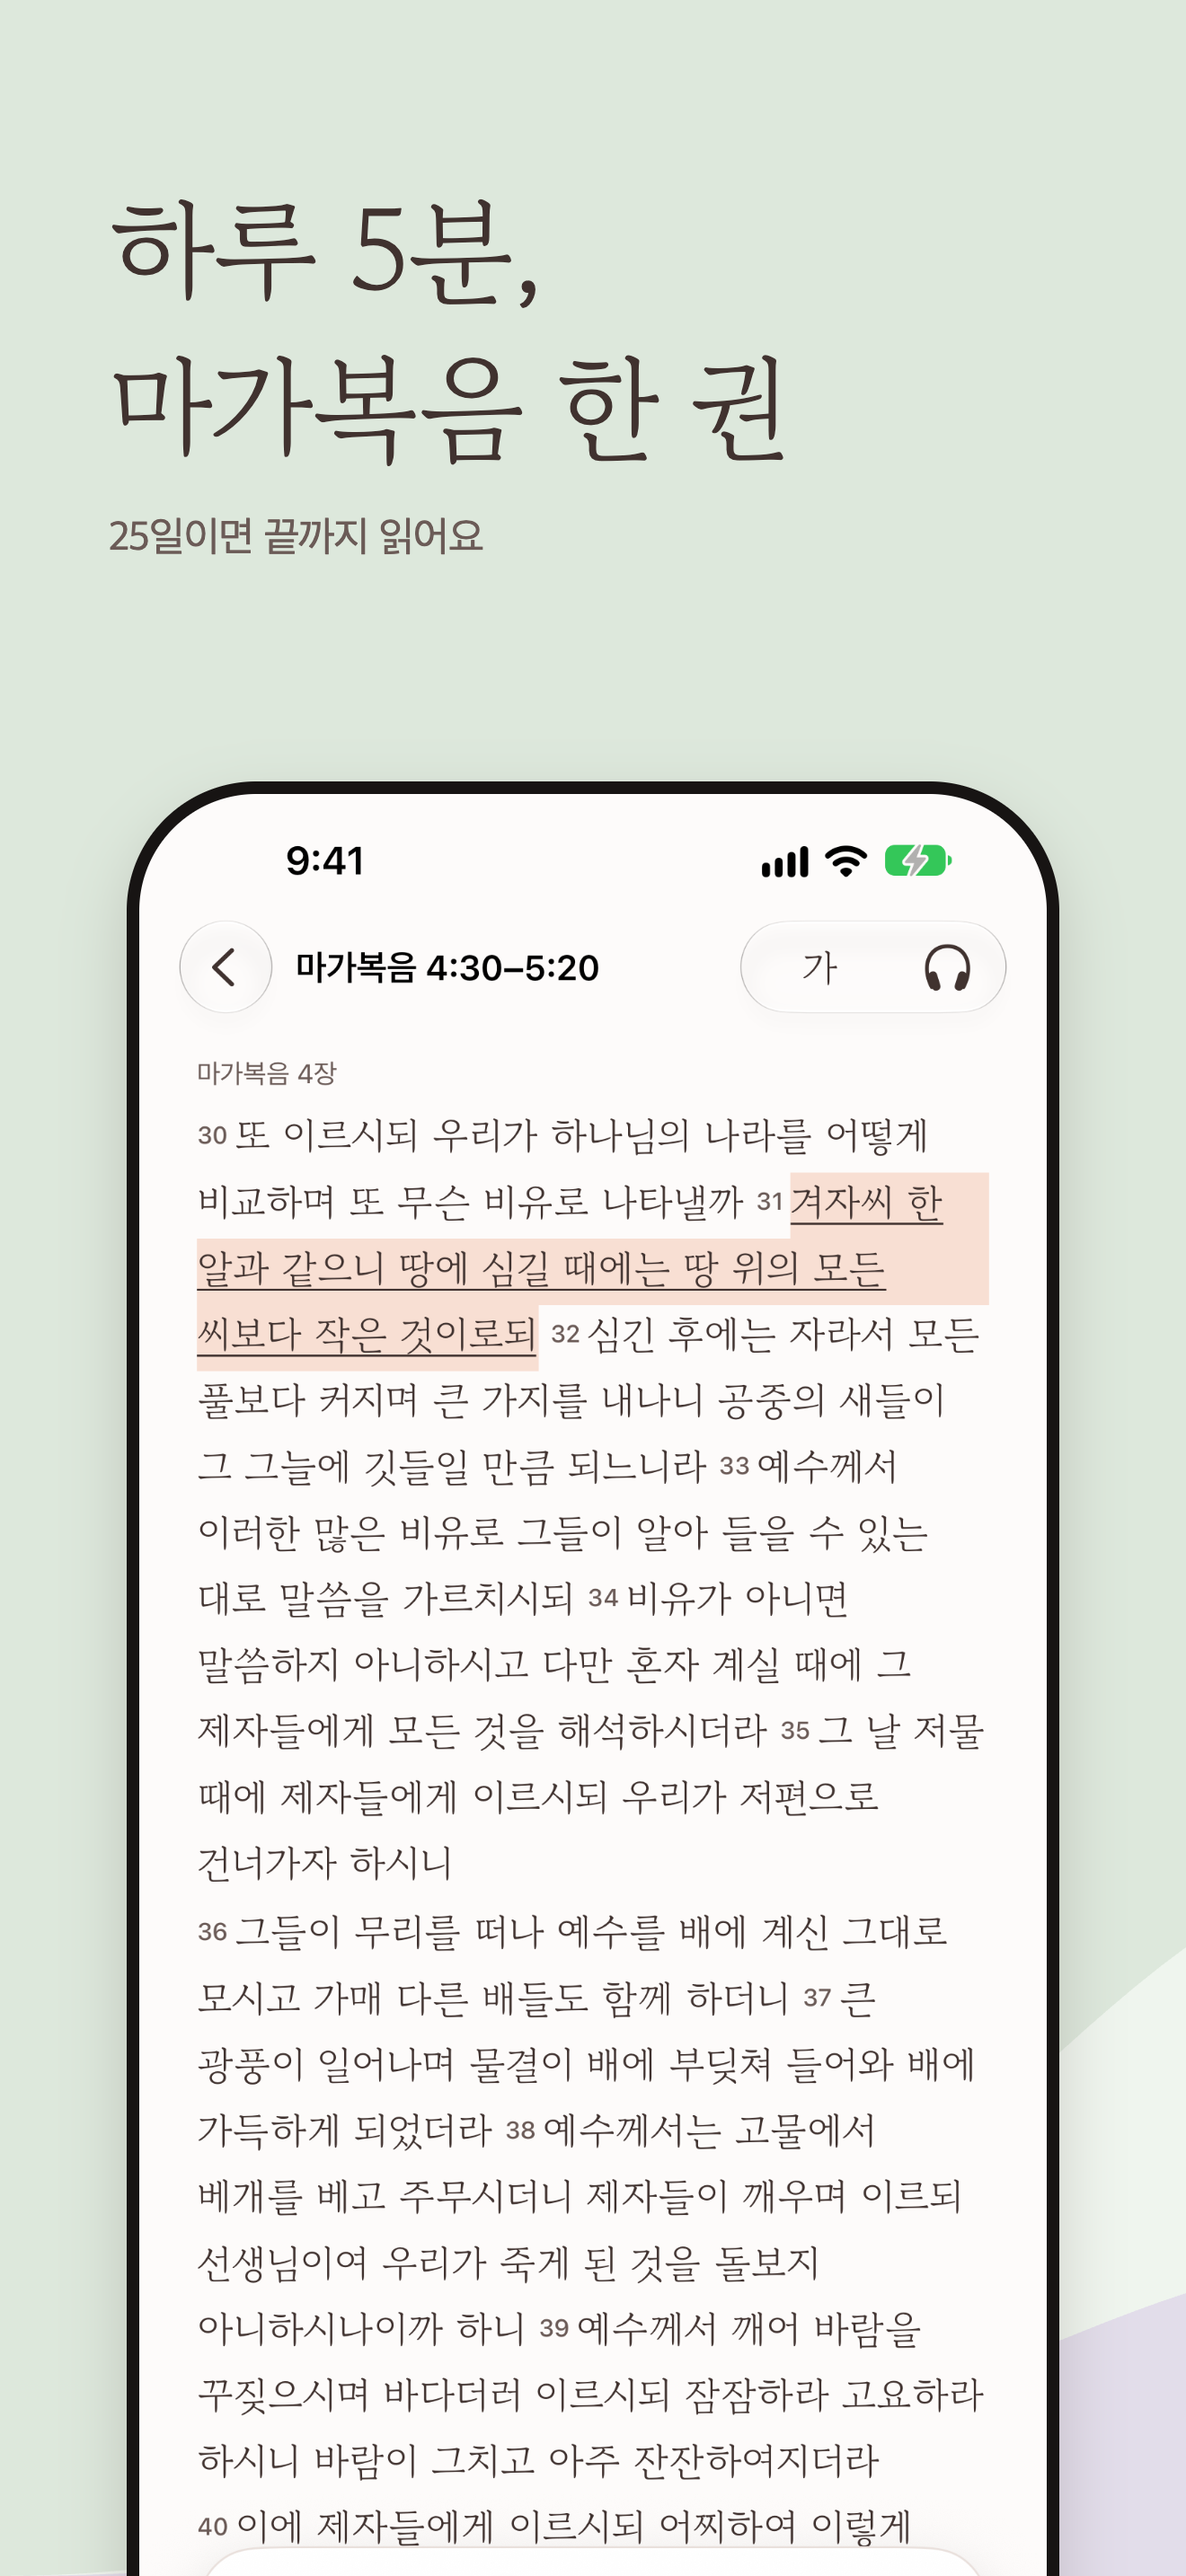 하루 5분,
마가복음 한 권
25일이면 끝까지 읽어요
9:41
마가복음 4:30–5:20
가
마가복음 4장
30 또 이르시되 우리가 하나님의 나라를 어떻게
비교하며 또 무슨 비유로 나타낼까 31 겨자씨 한
알과 같으니 땅에 심길 때에는 땅 위의 모든
씨보다 작은 것이로되 32 심긴 후에는 자라서 모든
풀보다 커지며 큰 가지를 내나니 공중의 새들이
그 그늘에 깃들일 만큼 되느니라 33 예수께서
이러한 많은 비유로 그들이 알아 들을 수 있는
대로 말씀을 가르치시되 34 비유가 아니면
말씀하지 아니하시고 다만 혼자 계실 때에 그
제자들에게 모든 것을 해석하시더라 35 그 날 저물
때에 제자들에게 이르시되 우리가 저편으로
건너가자 하시니
36 그들이 무리를 떠나 예수를 배에 계신 그대로
모시고 가매 다른 배들도 함께 하더니 37 큰
광풍이 일어나며 물결이 배에 부딪쳐 들어와 배에
가득하게 되었더라 38 예수께서는 고물에서
베개를 베고 주무시더니 제자들이 깨우며 이르되
선생님이여 우리가 죽게 된 것을 돌보지
아니하시나이까 하니 39 예수께서 깨어 바람을
꾸짖으시며 바다더러 이르시되 잠잠하라 고요하라
하시니 바람이 그치고 아주 잔잔하여지더라
40 이에 제자들에게 이르시되 어찌하여 이렇게